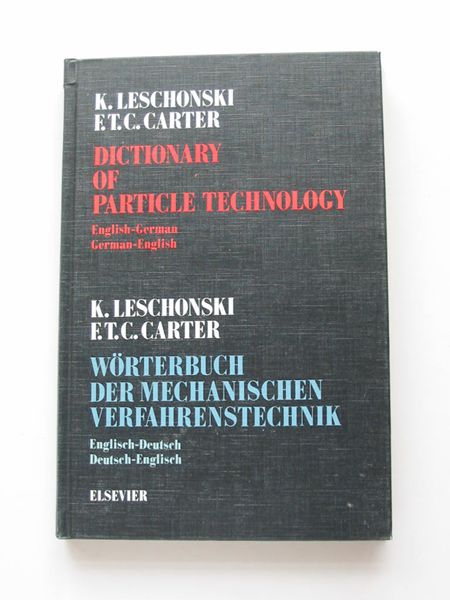 K. LESCHONSKI
F.T.C. CARTER
DICTIONARY
OF
PARTICLE TECHNOLOGY
English-German
German-English
K. LESCHONSKI
F.T.C. CARTER
WÖRTERBUCH
DER MECHANISCHEN
VERFAHRENSTECHNIK
Englisch-Deutsch
Deutsch-Englisch
ELSEVIER